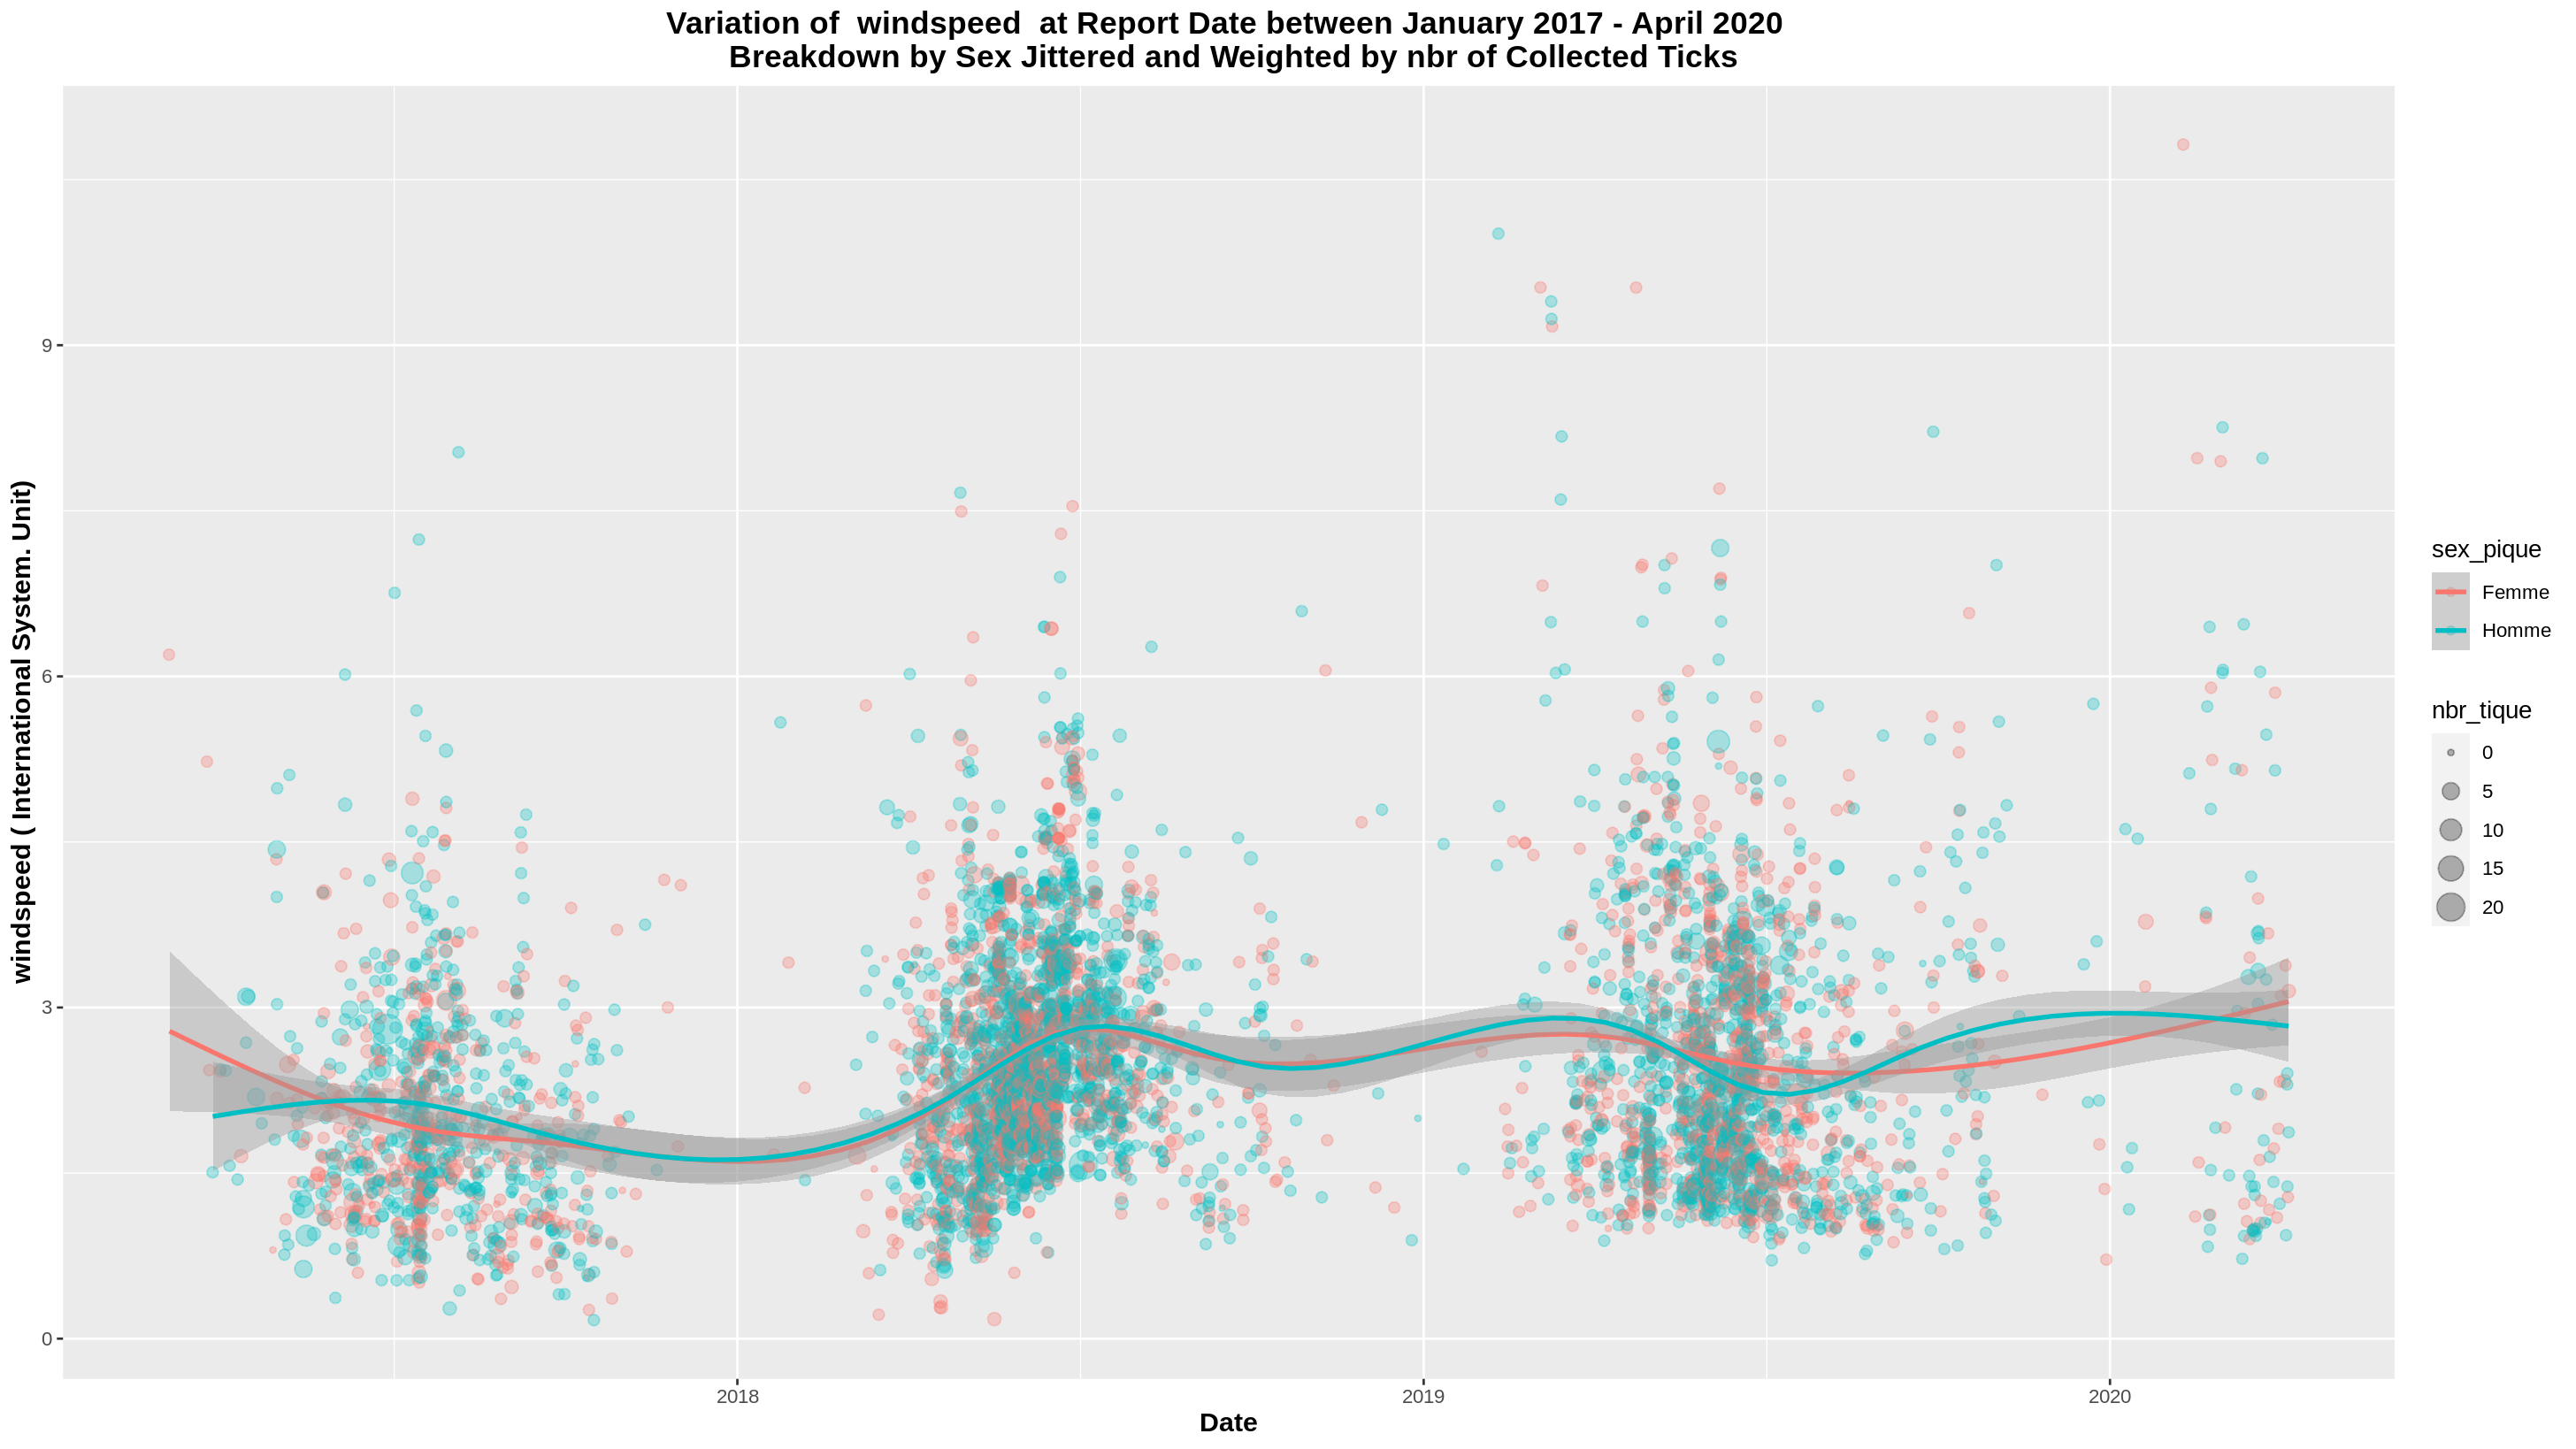 Variation of  windspeed  at Report Date between January 2017 - April 2020
Breakdown by Sex Jittered and Weighted by nbr of Collected Ticks
windspeed ( International System. Unit)
9
6
3
0
2018
2019
2020
Date
sex_pique
Femme
Homme
nbr_tique
0
5
10
15
20